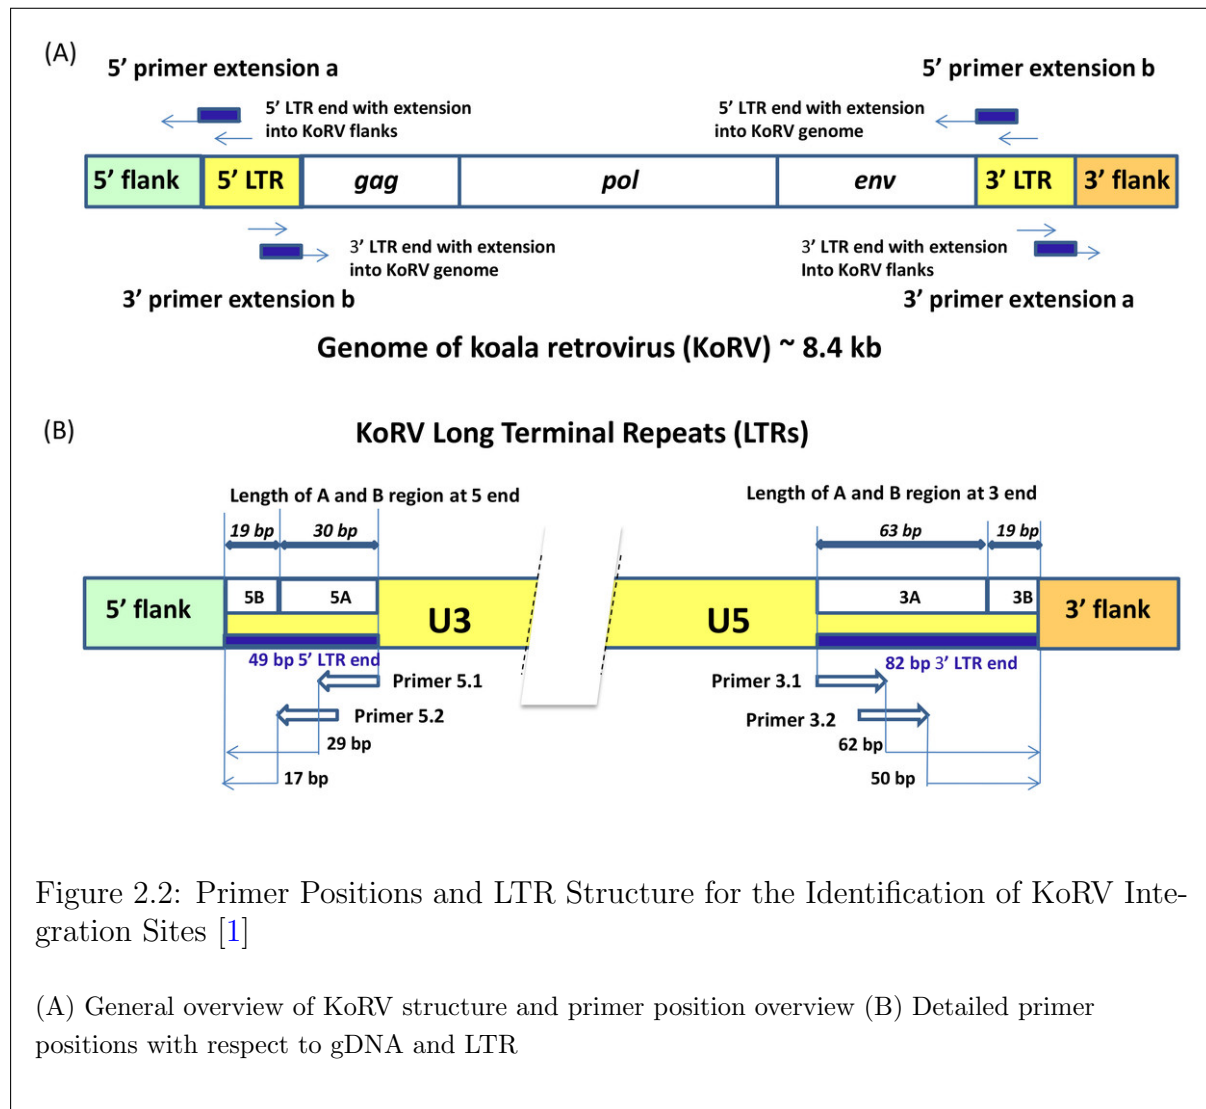 (A)
5’ primer extension a
5’ primer extension b
5’ LTR end with extension
into KoRV flanks
5’ LTR end with extension
into KoRV genome
5’ flank
5’ LTR
gag
pol
env
3’ LTR
3’ flank
3’ LTR end with extension
into KoRV genome
3’ LTR end with extension
Into KoRV flanks
3’ primer extension b
3’ primer extension a
Genome of koala retrovirus (KoRV) ~ 8.4 kb
(B)
KoRV Long Terminal Repeats (LTRs)
Length of A and B region at 5 end
Length of A and B region at 3 end
19 bp
30 bp
63 bp
19 bp
5’ flank
5B
5A
U3
U5
3A
3B
3’ flank
49 bp 5’ LTR end
82 bp 3’ LTR end
Primer 5.1
Primer 3.1
Primer 5.2
Primer 3.2
29 bp
62 bp
17 bp
50 bp
Figure 2.2: Primer Positions and LTR Structure for the Identification of KoRV Inte-
gration Sites [1]
(A) General overview of KoRV structure and primer position overview (B) Detailed primer
positions with respect to gDNA and LTR